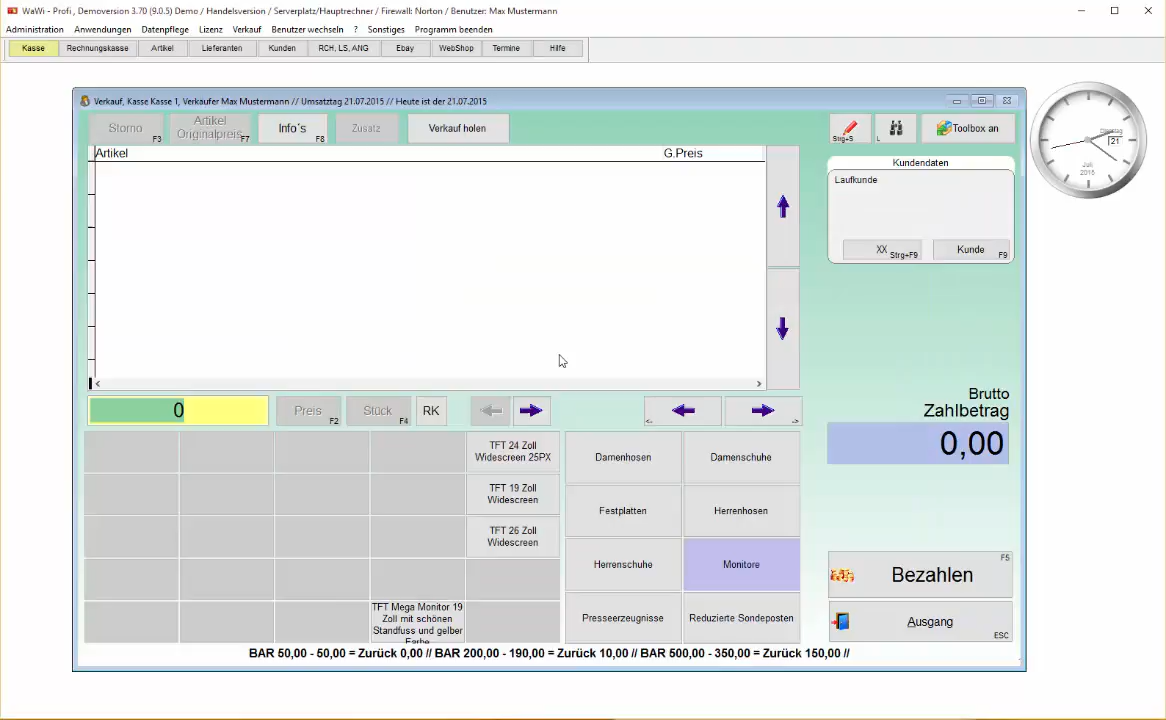 WaWi - Profi , Demoversion 3.70 (9.0.5) Demo / Handelsversion / Serverplatz/Hauptrechner / Firewall: Norton / Benutzer: Max Mustermann
Administration Anwendungen Datenpflege Lizenz Verkauf Benutzer wechseln ? Sonstiges Programm beenden
Kasse Rechnungskasse Artikel Lieferanten Kunden RCH, LS, ANG Ebay WebShop Termine Hilfe
Verkauf, Kasse Kasse 1, Verkäufer Max Mustermann // Umsatztag 21.07.2015 // Heute ist der 21.07.2015
Storno F3
Artikel
Originalpreis F7
Info´s F8
Zusatz
Verkauf holen
Strg+S
L
Toolbox an
Artikel G.Preis
Kundendaten
Laufkunde
XX Strg+F9
Kunde F9
Dienstag
21
Juli
2015
0
Preis F2
Stück F4
RK
Brutto
Zahlbetrag
0,00
TFT 24 Zoll
Widescreen 25PX
TFT 19 Zoll
Widescreen
TFT 26 Zoll
Widescreen
TFT Mega Monitor 19
Zoll mit schönen
Standfuss und gelber
Farbe
Damenhosen
Damenschuhe
Festplatten
Herrenhosen
Herrenschuhe
Monitore
Presseerzeugnisse
Reduzierte Sondeposten
Bezahlen F5
Ausgang ESC
BAR 50,00 - 50,00 = Zurück 0,00 // BAR 200,00 - 190,00 = Zurück 10,00 // BAR 500,00 - 350,00 = Zurück 150,00 //